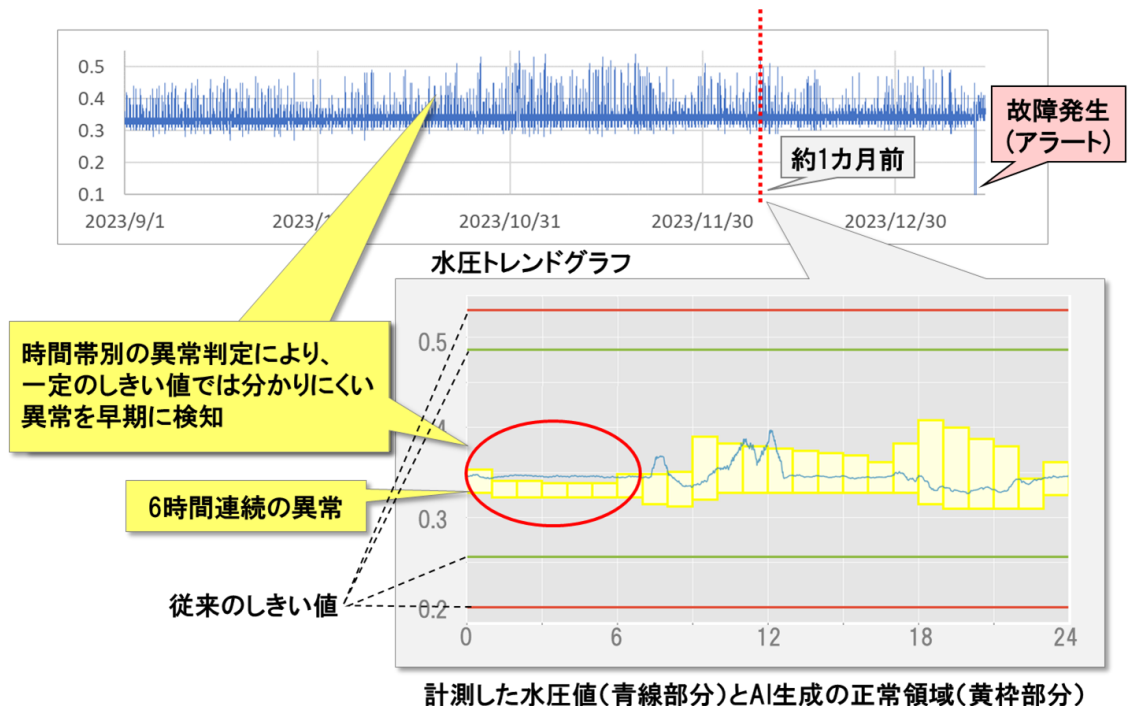 0.5
0.4
0.3
0.2
0.1
2023/9/1
2023/1
2023/10/31
2023/11/30
2023/12/30
約1カ月前
故障発生
(アラート)
水圧トレンドグラフ
時間帯別の異常判定により、
一定のしきい値では分かりにくい
異常を早期に検知
6時間連続の異常
従来のしきい値
0.5
4
0.3
0.2
0
6
12
18
24
計測した水圧値(青線部分)とAI生成の正常領域(黄枠部分)